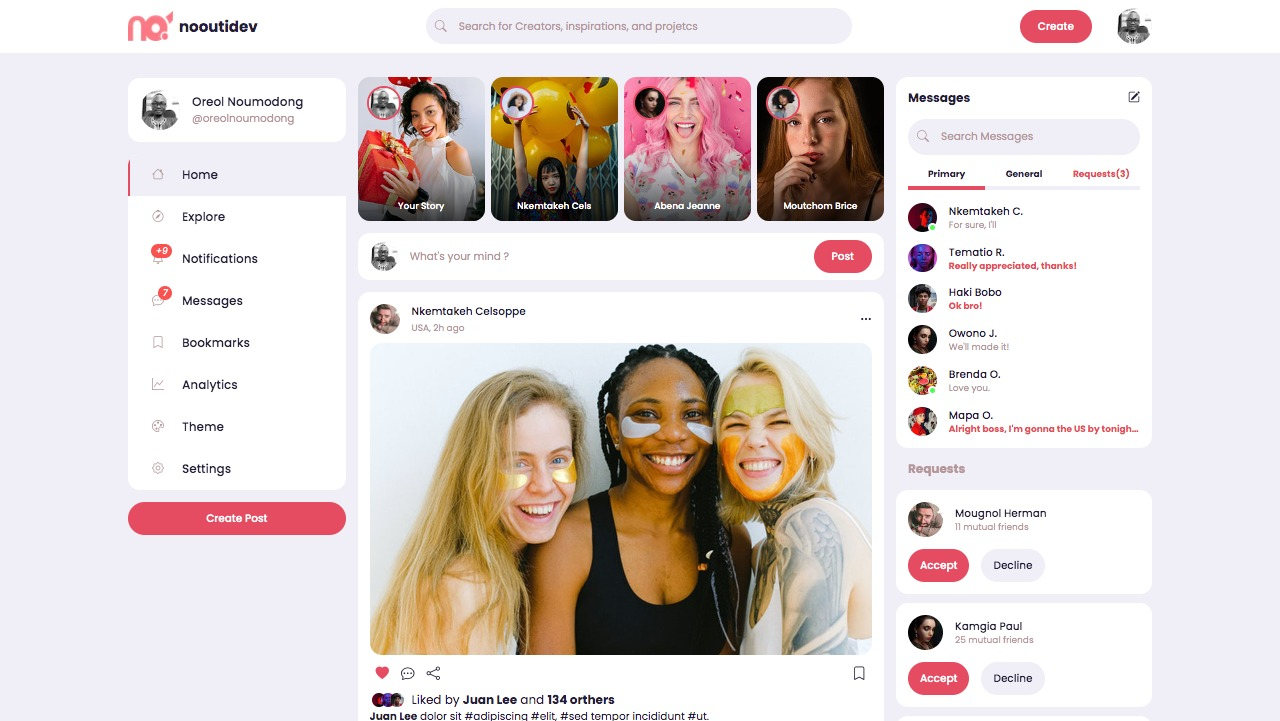 no!
nooutidev
Search for Creators, inspirations, and projetcs
Create
Oreol Noumodong
@oreolnoumodong
Home
Explore
+9
Notifications
7
Messages
Bookmarks
Analytics
Theme
Settings
Create Post
Your Story
Nkemtakeh Cels
Abena Jeanne
Moutchom Brice
What's your mind ?
Post
Nkemtakeh Celsoppe
USA, 2h ago
Liked by Juan Lee and 134 orthers
Juan Lee dolor sit #adipiscing #elit, #sed tempor incididunt #ut.
Messages
Search Messages
Primary
General
Requests(3)
Nkemtakeh C.
For sure, I'll
Tematio R.
Really appreciated, thanks!
Haki Bobo
Ok bro!
Owono J.
We'll made it!
Brenda O.
Love you.
Mapa O.
Alright boss, I'm gonna the US by tonigh...
Requests
Mougnol Herman
11 mutual friends
Accept
Decline
Kamgia Paul
25 mutual friends
Accept
Decline